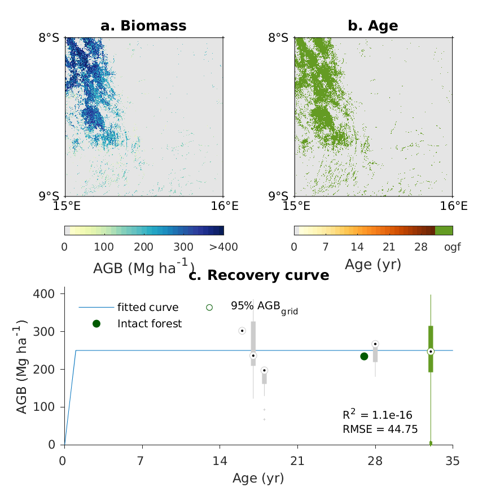 a. Biomass
b. Age
8°S
9°S
15°E
16°E
8°S
9°S
15°E
16°E
0 100 200 300 >400
AGB (Mg ha⁻¹)
0 7 14 21 28 ogf
Age (yr)
c. Recovery curve
400
300
200
100
0
AGB (Mg ha⁻¹)
fitted curve
95% AGB_grid
Intact forest
R² = 1.1e-16
RMSE = 44.75
0 7 14 21 28 35
Age (yr)